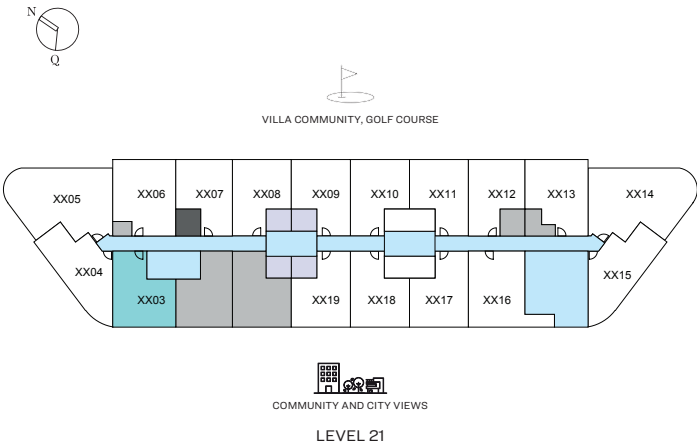 N
Q
VILLA COMMUNITY, GOLF COURSE
XX05
XX06
XX07
XX08
XX09
XX10
XX11
XX12
XX13
XX14
XX04
XX03
XX19
XX18
XX17
XX16
XX15
COMMUNITY AND CITY VIEWS
LEVEL 21